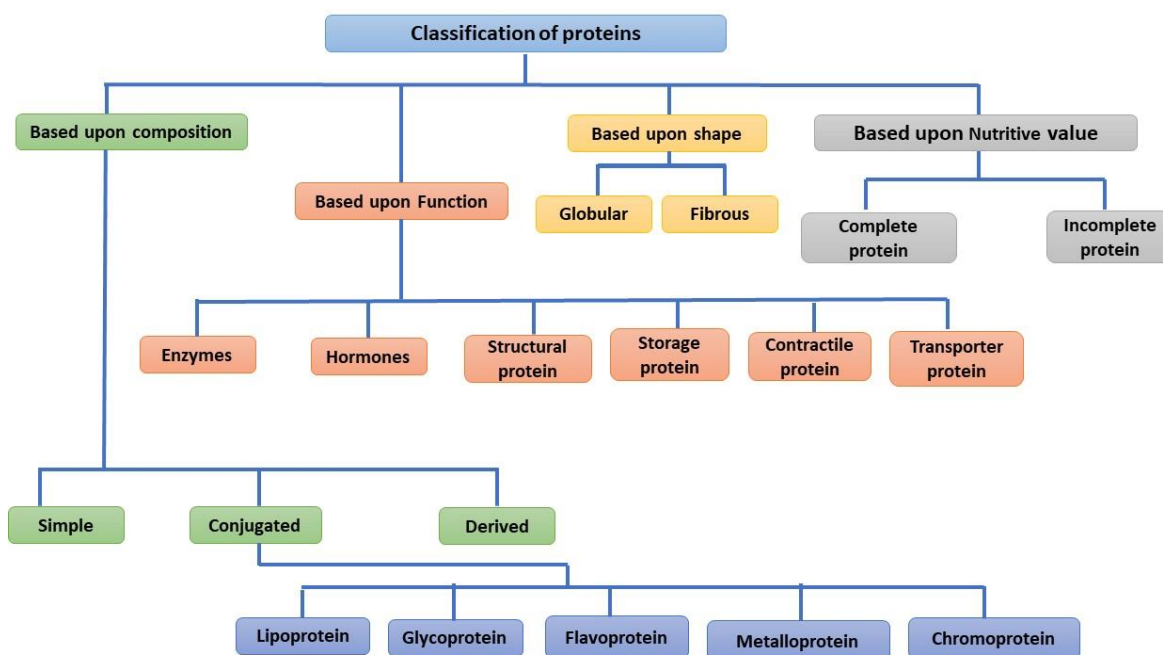 Classification of proteins
Based upon composition
Based upon Function
Based upon shape
Based upon Nutritive value
Globular
Fibrous
Complete
protein
Incomplete
protein
Enzymes
Hormones
Structural
protein
Storage
protein
Contractile
protein
Transporter
protein
Simple
Conjugated
Derived
Lipoprotein
Glycoprotein
Flavoprotein
Metalloprotein
Chromoprotein